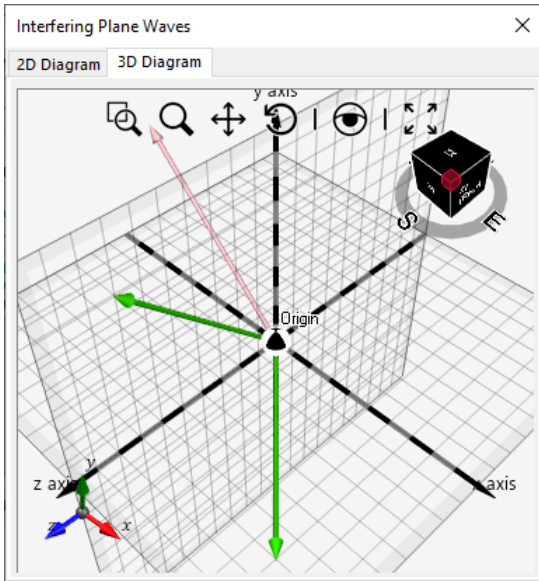 Interfering Plane Waves
2D Diagram
3D Diagram
y axis
S
E
Origin
z axis
x axis
y
z
x